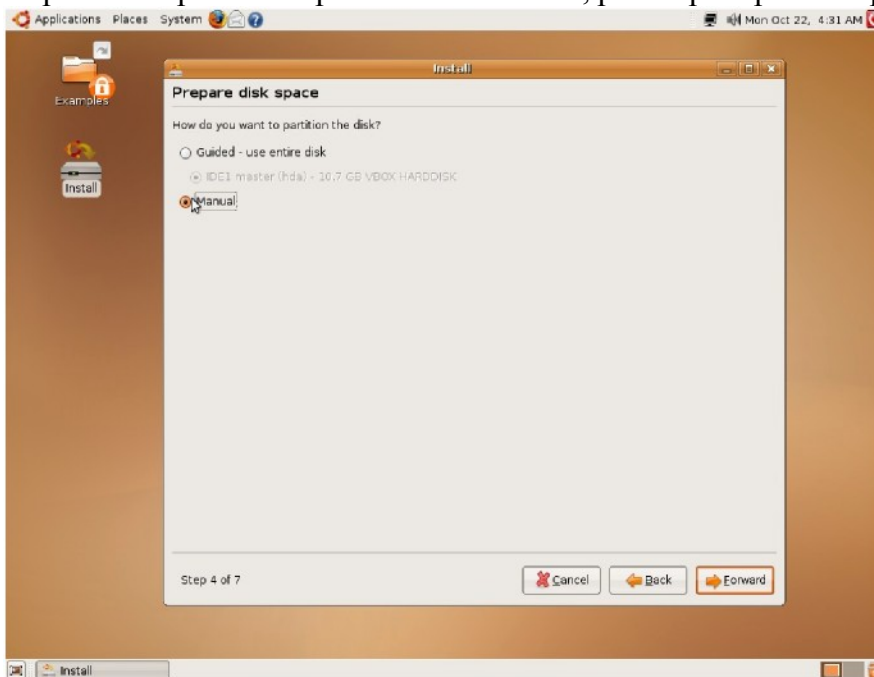 Applications Places System Mon Oct 22, 4:31 AM
Examples
Install
Install
Prepare disk space
How do you want to partition the disk?
Guided - use entire disk
IDE1 master (hda) - 10.7 GB VBOX HARDDISK
Manual
Step 4 of 7 Cancel Back Forward
Install